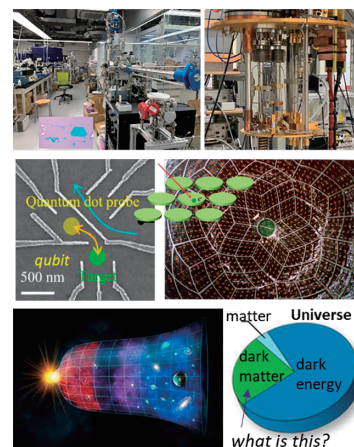 Quantum dot probe
qubit
Target
500 nm
Universe
matter
dark
matter
dark
energy
what is this?